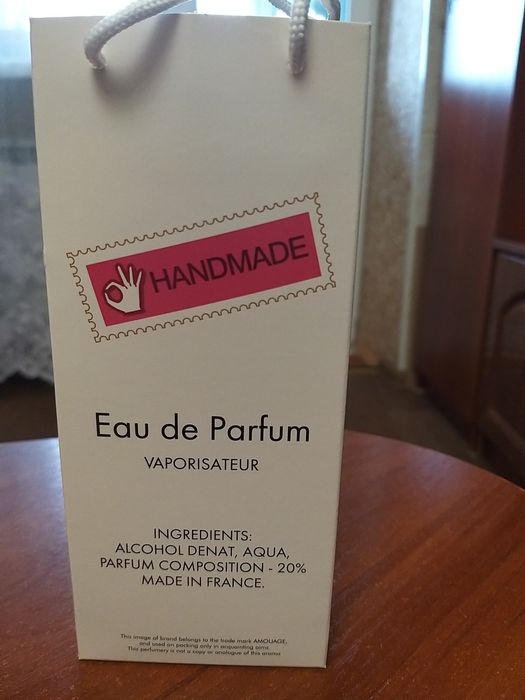 HANDMADE
Eau de Parfum
VAPORISATEUR
INGREDIENTS:
ALCOHOL DENAT, AQUA,
PARFUM COMPOSITION - 20%
MADE IN FRANCE.
This image of brand belongs to the trade mark AMOUAGE,
and used on packing only in acquainting aims.
This perfumery is not a copy or analogue of this aroma